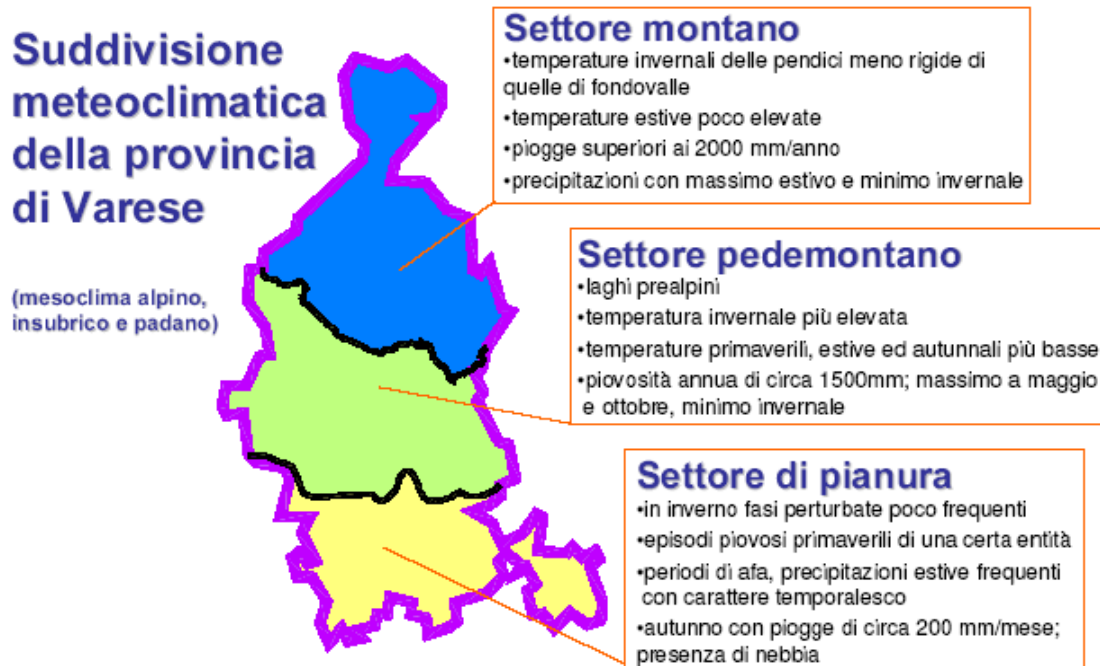 Suddivisione
meteoclimatica
della provincia
di Varese
(mesoclima alpino,
insubrico e padano)
Settore montano
•temperature invernali delle pendici meno rigide di
quelle di fondovalle
•temperature estive poco elevate
•piogge superiori ai 2000 mm/anno
•precipitazioni con massimo estivo e minimo invernale
Settore pedemontano
•laghi prealpini
•temperatura invernale più elevata
•temperature primaverili, estive ed autunnali più basse
•piovosità annua di circa 1500mm; massimo a maggio
e ottobre, minimo invernale
Settore di pianura
•in inverno fasi perturbate poco frequenti
•episodi piovosi primaverili di una certa entità
•periodi di afa, precipitazioni estive frequenti
con carattere temporalesco
•autunno con piogge di circa 200 mm/mese;
presenza di nebbia